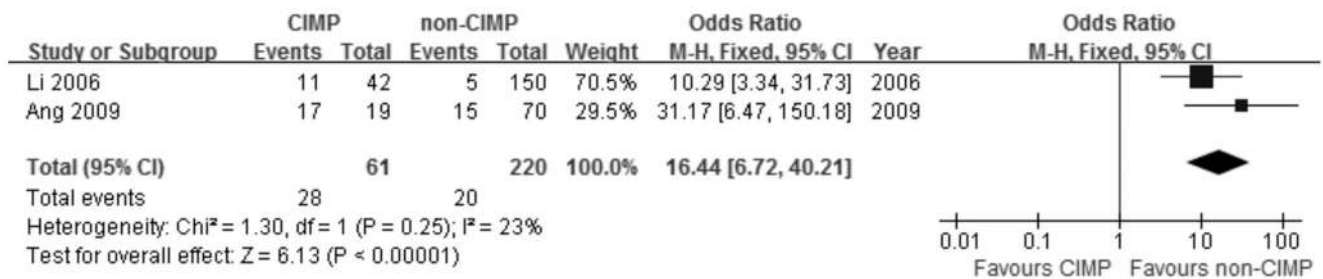 CIMP non-CIMP Odds Ratio Odds Ratio
Study or Subgroup Events Total Events Total Weight M-H, Fixed, 95% CI Year M-H, Fixed, 95% CI
Li 2006 11 42 5 150 70.5% 10.29 [3.34, 31.73] 2006
Ang 2009 17 19 15 70 29.5% 31.17 [6.47, 150.18] 2009
Total (95% CI) 61 220 100.0% 16.44 [6.72, 40.21]
Total events 28 20
Heterogeneity: Chi² = 1.30, df = 1 (P = 0.25); I² = 23%
Test for overall effect: Z = 6.13 (P < 0.00001)
0.01 0.1 1 10 100
Favours CIMP Favours non-CIMP